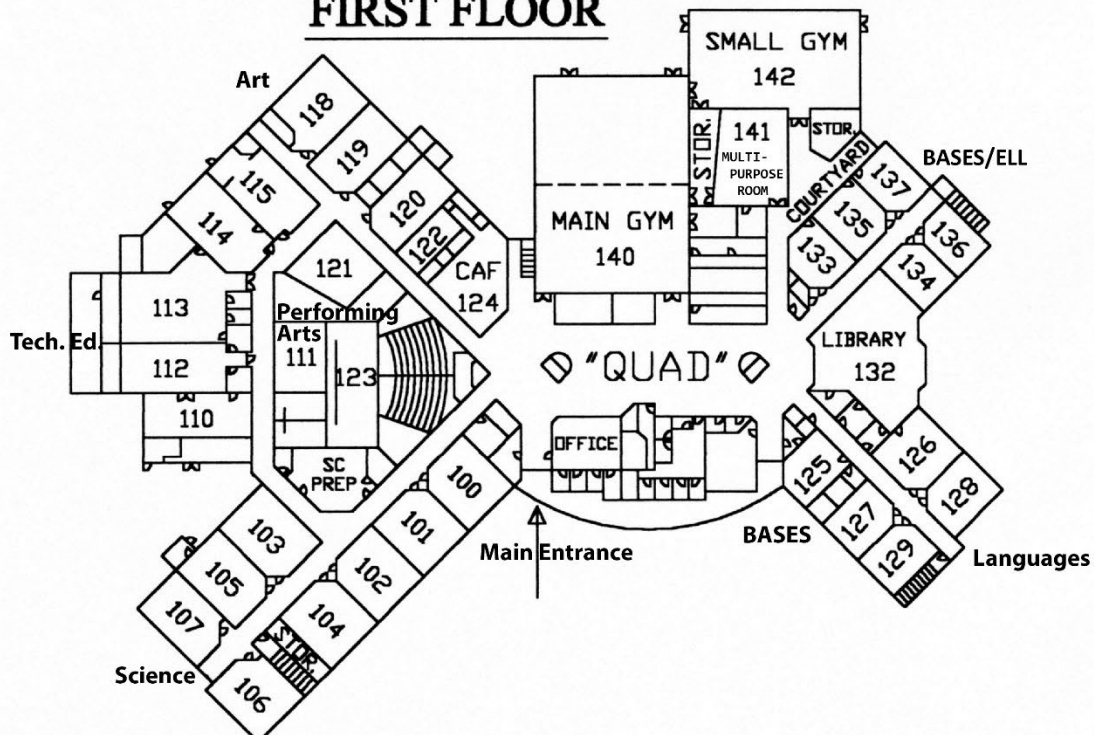 FIRST FLOOR
SMALL GYM
142
Art
118
119
STOR.
141
MULTI-
PURPOSE
ROOM
STOR.
COURTYARD
137
BASES/ELL
115
120
135
136
114
122
MAIN GYM
140
133
134
121
CAF
124
113
Performing
Arts
Tech. Ed.
111
123
112
"QUAD"
LIBRARY
132
110
OFFICE
SC
PREP
100
125
126
101
127
128
103
BASES
129
Main Entrance
Languages
102
105
104
107
STOR.
Science
106